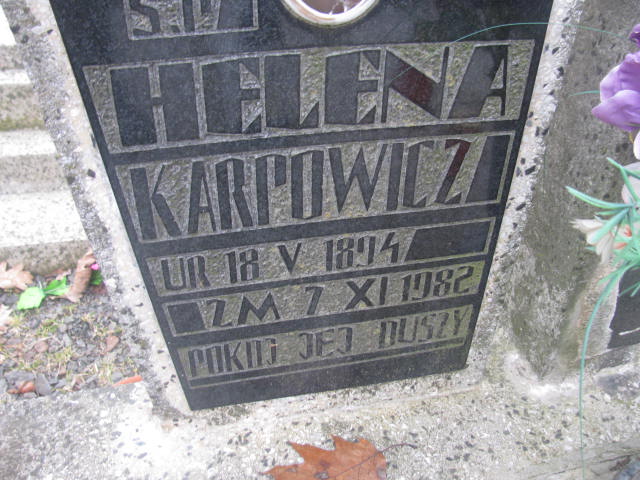 Ś.P.
HELENA
KARPOWICZ
UR 18 V 1894
ZM 7 XI 1982
POKÓJ JEJ DUSZY